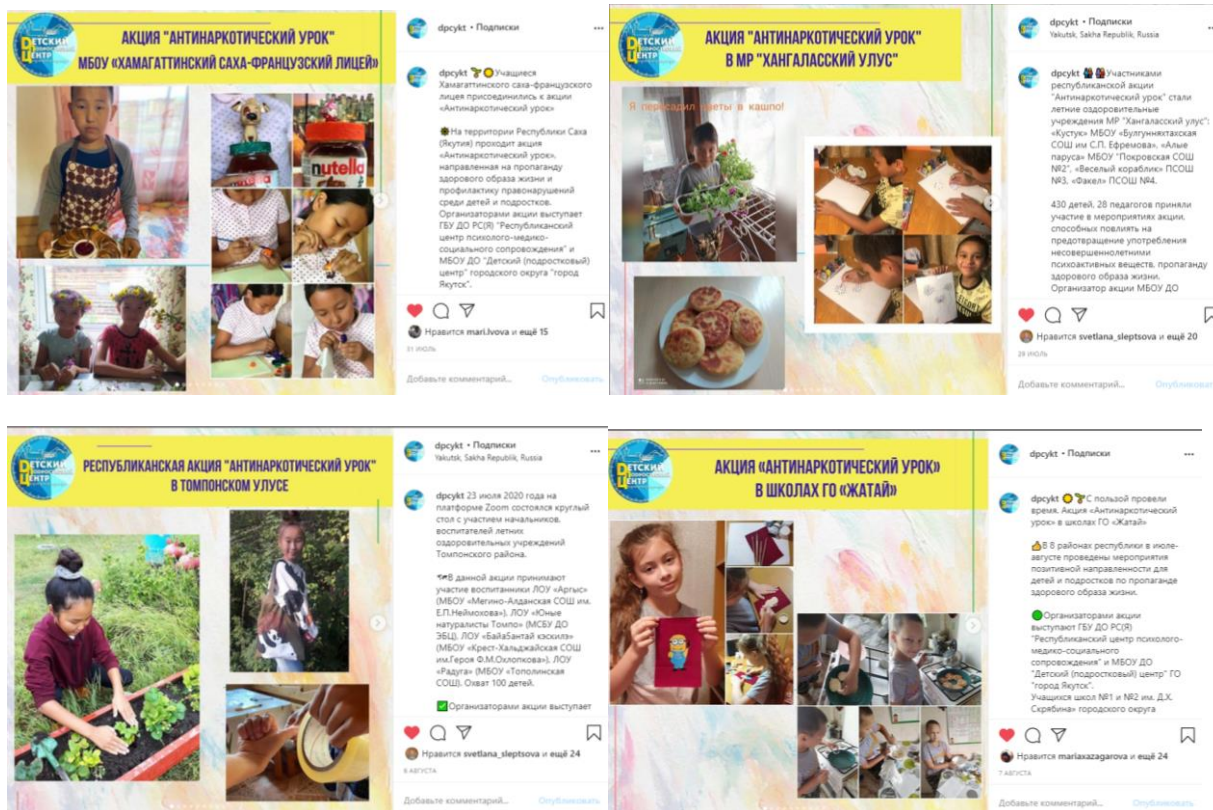 ДЕТСКИЙ
ЦЕНТР
АКЦИЯ "АНТИНАРКОТИЧЕСКИЙ УРОК"
МБОУ «ХАМАГАТТИНСКИЙ САХА-ФРАНЦУЗСКИЙ ЛИЦЕЙ»
nutella
dpcykt • Подписки
dpcykt Учащиеся
Хамагаттинского саха-французского
лицея присоединились к акции
«Антинаркотический урок»
На территории Республики Саха
(Якутия) проходит акция
«Антинаркотический урок»,
направленная на пропаганду
здорового образа жизни и
профилактику правонарушений
среди детей и подростков.
Организаторами акции выступает
ГБУ ДО РС(Я) "Республиканский
центр психолого-медико-
социального сопровождения" и
МБОУ ДО "Детский (подростковый)
центр" городского округа "город
Якутск".
Нравится mari.lvova и ещё 15
31 ИЮЛЬ
Добавьте комментарий... Опубликовать
ДЕТСКИЙ
ЦЕНТР
АКЦИЯ "АНТИНАРКОТИЧЕСКИЙ УРОК"
В МР "ХАНГАЛАССКИЙ УЛУС"
Я пересадил цветы в кашпо!
dpcykt • Подписки
Yakutsk, Sakha Republik, Russia
dpcykt Участниками
республиканской акции
"Антинаркотический урок" стали
летние оздоровительные
учреждения МР "Хангаласский улус":
«Кустук» МБОУ «Булгунняхтахская
СОШ им С.П. Ефремова», «Алые
паруса» МБОУ "Покровская СОШ
№2", «Веселый кораблик» ПСОШ
№3, «Факел» ПСОШ №4.
430 детей, 28 педагогов приняли
участие в мероприятиях акции,
способных повлиять на
предотвращение употребления
несовершеннолетними
психоактивных веществ, пропаганду
здорового образа жизни.
Организатор акции МБОУ ДО
Нравится svetlana_sleptsova и ещё 20
29 ИЮЛЬ
Добавьте комментарий... Опубликовать
ДЕТСКИЙ
ЦЕНТР
РЕСПУБЛИКАНСКАЯ АКЦИЯ "АНТИНАРКОТИЧЕСКИЙ УРОК"
В ТОМПОНСКОМ УЛУСЕ
dpcykt • Подписки
Yakutsk, Sakha Republik, Russia
dpcykt 23 июля 2020 года на
платформе Zoom состоялся круглый
стол с участием начальников,
воспитателей летних
оздоровительных учреждений
Томпонского района.
В данной акции принимают
участие воспитанники ЛОУ «Аргыс»
(МБОУ «Мегино-Алданская СОШ им.
Е.П.Неймохова»), ЛОУ «Юные
натуралисты Томпо» (МСБУ ДО
ЭБЦ), ЛОУ «Байаҕантай кэскилэ»
(МБОУ «Крест-Хальджайская СОШ
им.Героя Ф.М.Охлопкова»), ЛОУ
«Радуга» (МБОУ «Тополинская
СОШ). Охват 100 детей.
Организаторами акции выступает
Нравится svetlana_sleptsova и ещё 24
6 АВГУСТА
Добавьте комментарий... Опубликовать
ДЕТСКИЙ
ЦЕНТР
АКЦИЯ «АНТИНАРКОТИЧЕСКИЙ УРОК»
В ШКОЛАХ ГО «ЖАТАЙ»
dpcykt • Подписки
dpcykt С пользой провели
время. Акция «Антинаркотический
урок» в школах ГО «Жатай»
В 8 районах республики в июле-
августе проведены мероприятия
позитивной направленности для
детей и подростков по пропаганде
здорового образа жизни.
Организаторами акции
выступают ГБУ ДО РС(Я)
"Республиканский центр психолого-
медико-социального
сопровождения" и МБОУ ДО
"Детский (подростковый) центр" ГО
"город Якутск".
Учащихся школ №1 и №2 им. Д.Х.
Скрябина» городского округа
Нравится mariaxazagarova и ещё 24
7 АВГУСТА
Добавьте комментарий... Опубликовать